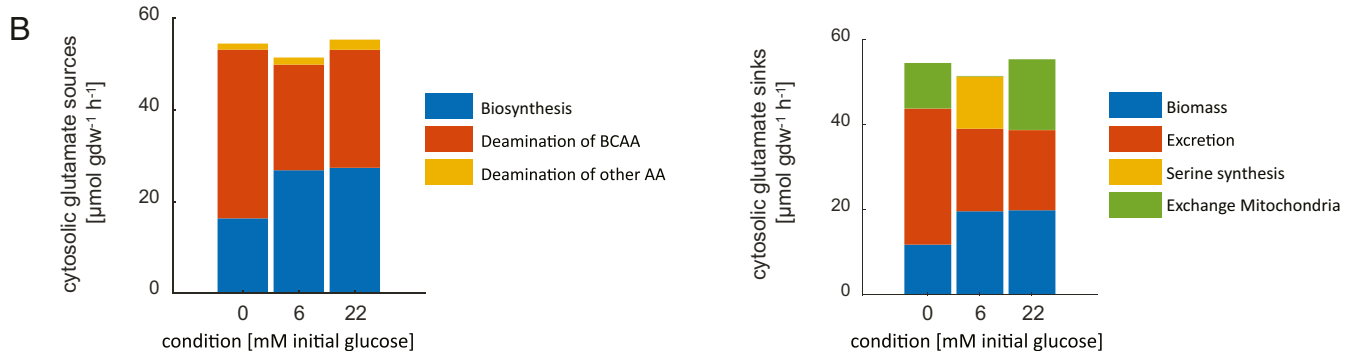 B
cytosolic glutamate sources
[µmol gdw⁻¹ h⁻¹]
60
40
20
0
0 6 22
condition [mM initial glucose]
Biosynthesis
Deamination of BCAA
Deamination of other AA
cytosolic glutamate sinks
[µmol gdw⁻¹ h⁻¹]
60
40
20
0
0 6 22
condition [mM initial glucose]
Biomass
Excretion
Serine synthesis
Exchange Mitochondria